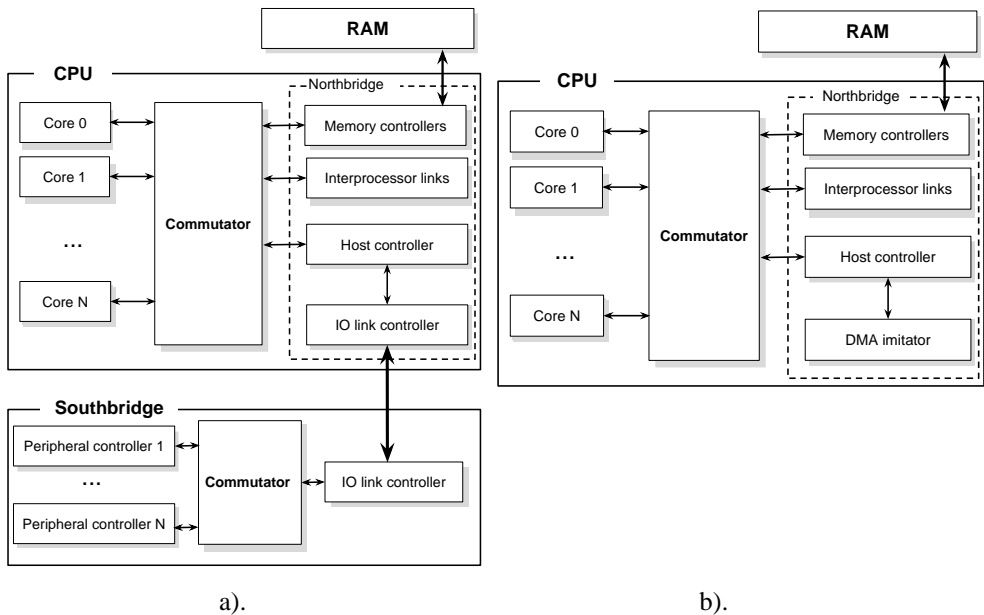 RAM
CPU
Northbridge
Core 0
Core 1
...
Core N
Commutator
Memory controllers
Interprocessor links
Host controller
IO link controller
Southbridge
Peripheral controller 1
...
Peripheral controller N
Commutator
IO link controller
a).
RAM
CPU
Northbridge
Core 0
Core 1
...
Core N
Commutator
Memory controllers
Interprocessor links
Host controller
DMA imitator
b).